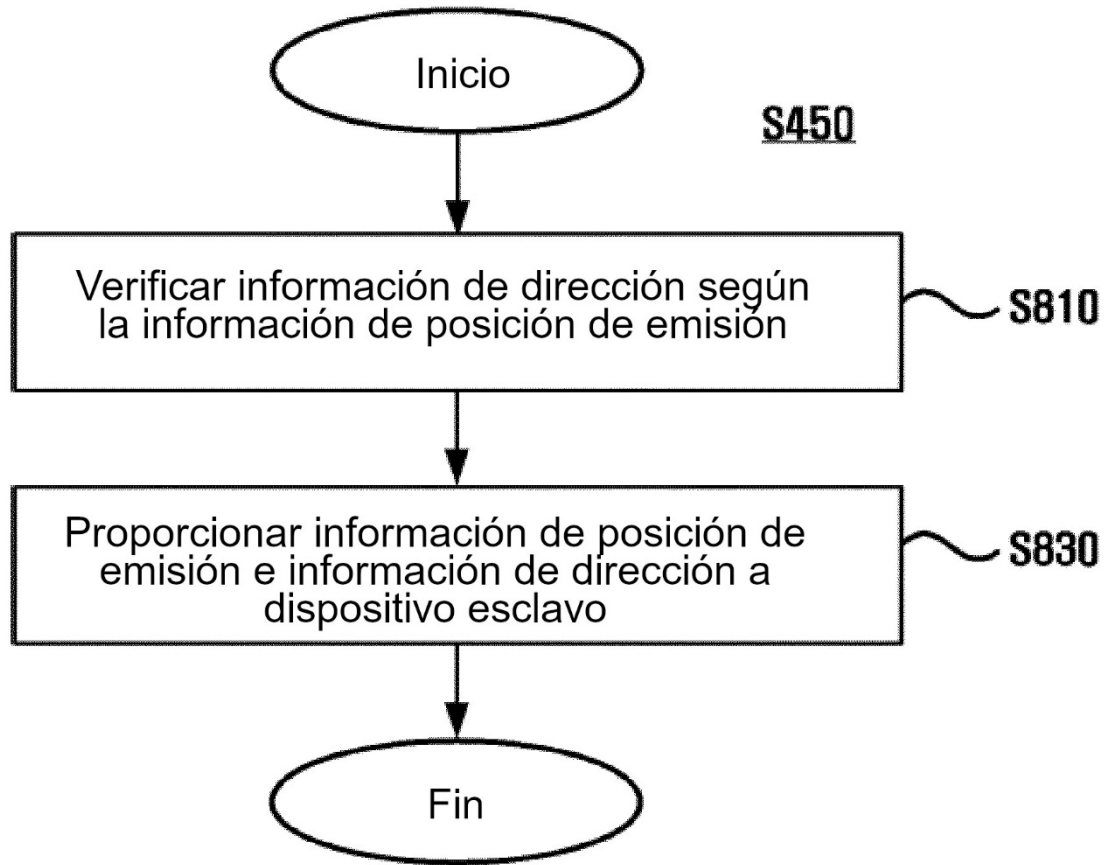 Inicio
S450
Verificar información de dirección según
la información de posición de emisión
S810
Proporcionar información de posición de
emisión e información de dirección a
dispositivo esclavo
S830
Fin